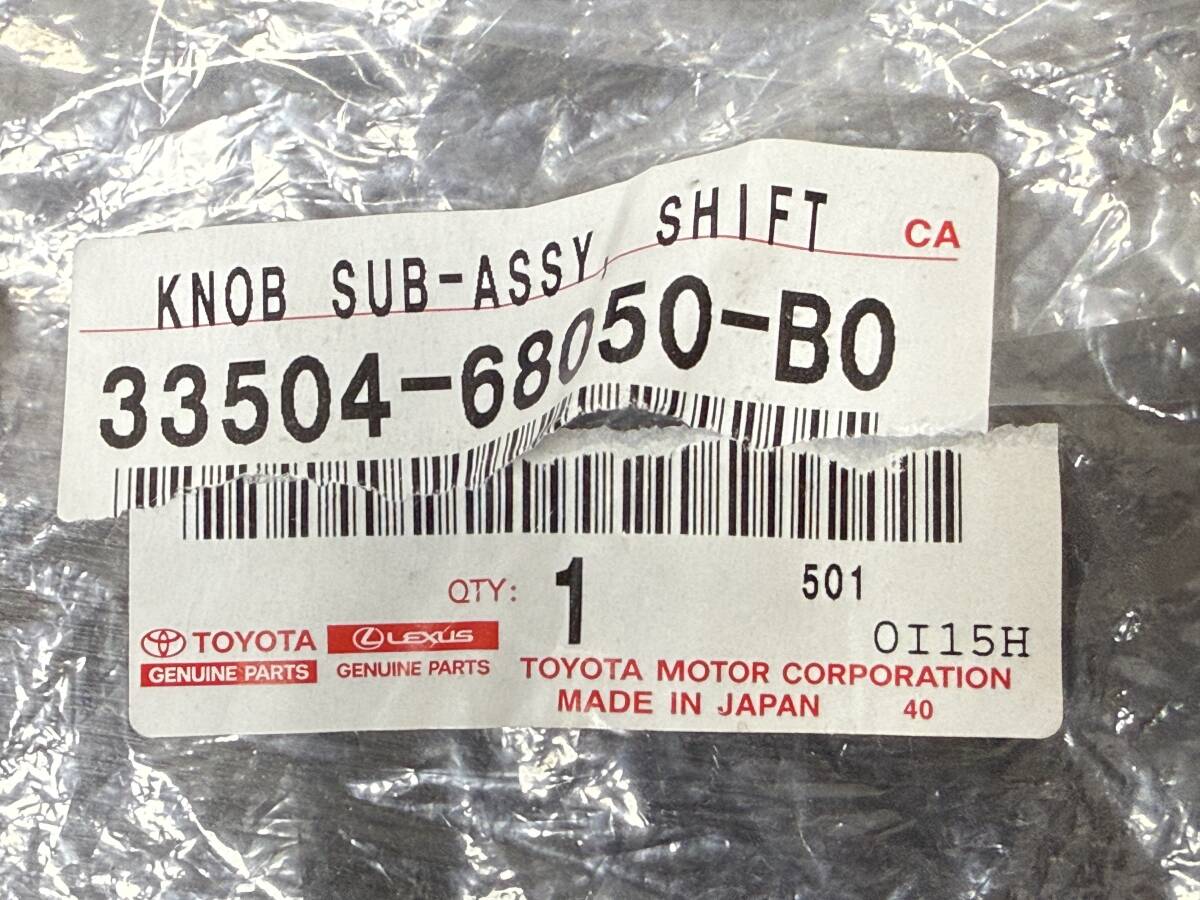 KNOB SUB-ASSY, SHIFT CA
33504-68050-B0
QTY: 1 501
TOYOTA LEXUS OI15H
GENUINE PARTS GENUINE PARTS TOYOTA MOTOR CORPORATION
MADE IN JAPAN 40